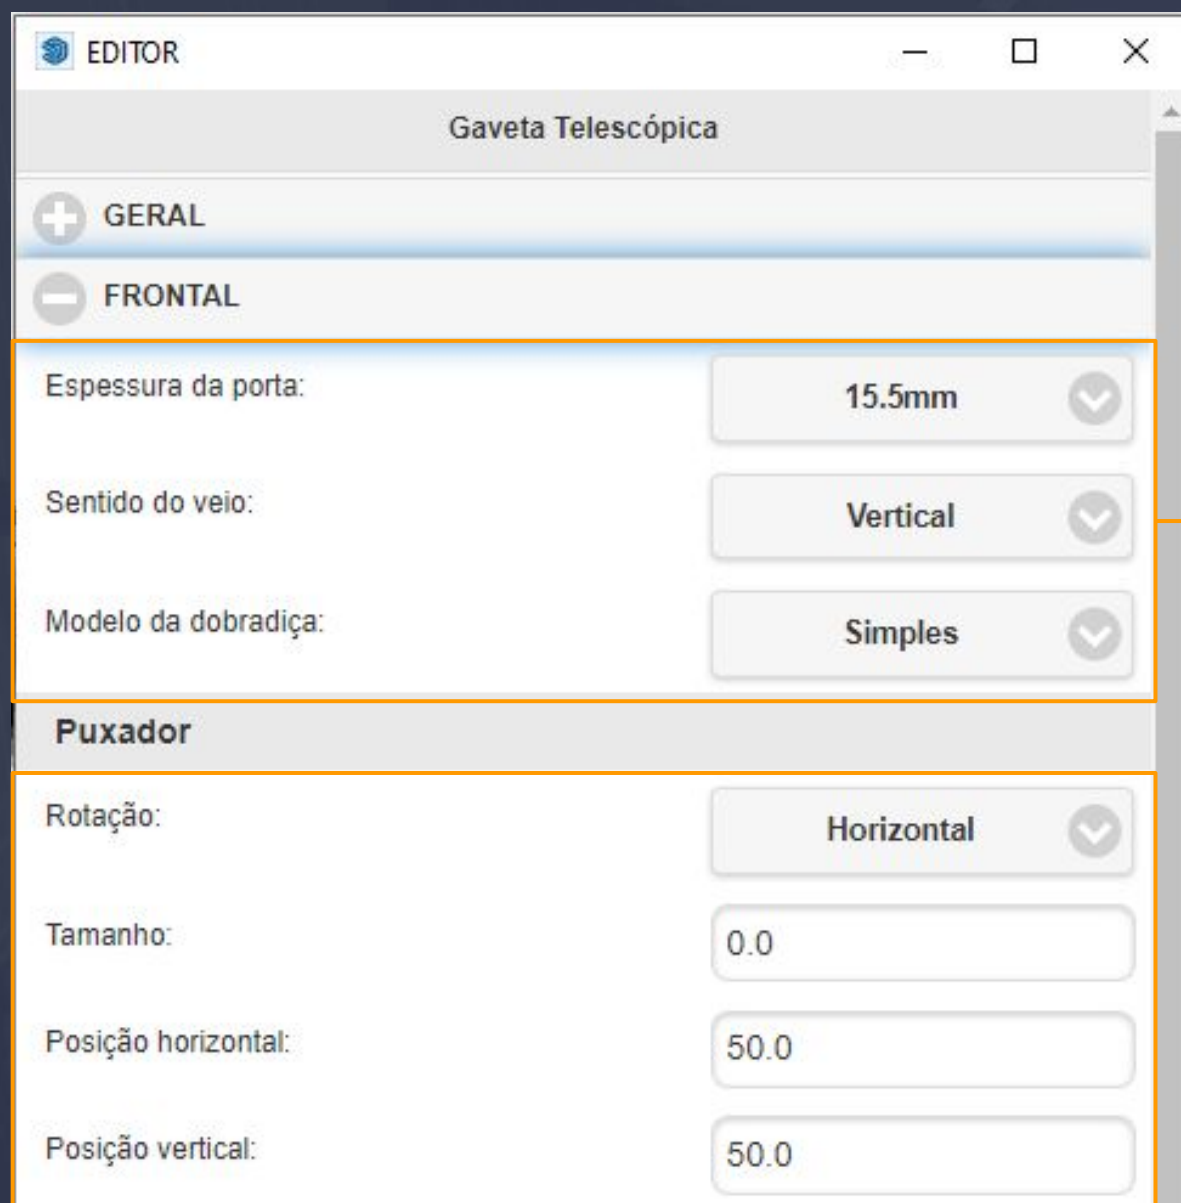 EDITOR
Gaveta Telescópica
GERAL
FRONTAL
Espessura da porta: 15.5mm
Sentido do veio: Vertical
Modelo da dobradiça: Simples
Puxador
Rotação: Horizontal
Tamanho: 0.0
Posição horizontal: 50.0
Posição vertical: 50.0